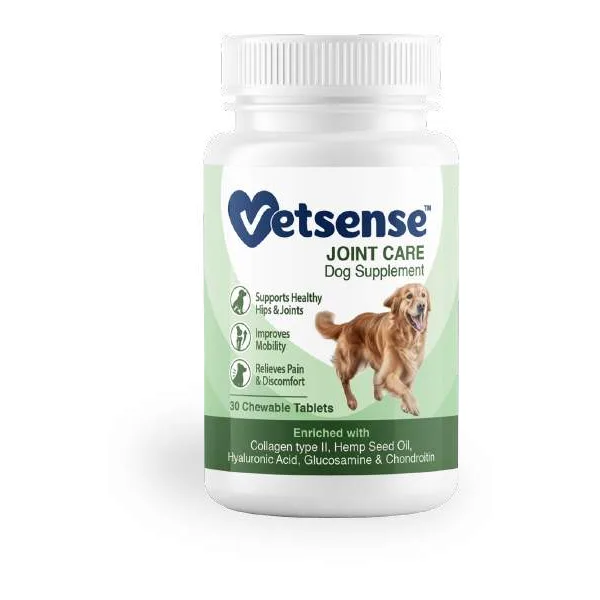 Vetsense™
JOINT CARE
Dog Supplement
Supports Healthy
Hips & Joints
Improves
Mobility
Relieves Pain
& Discomfort
30 Chewable Tablets
Enriched with
Collagen type II, Hemp Seed Oil,
Hyaluronic Acid, Glucosamine & Chondroitin